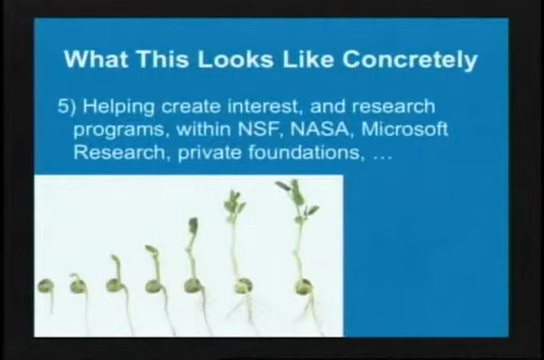 What This Looks Like Concretely
5) Helping create interest, and research
programs, within NSF, NASA, Microsoft
Research, private foundations, …